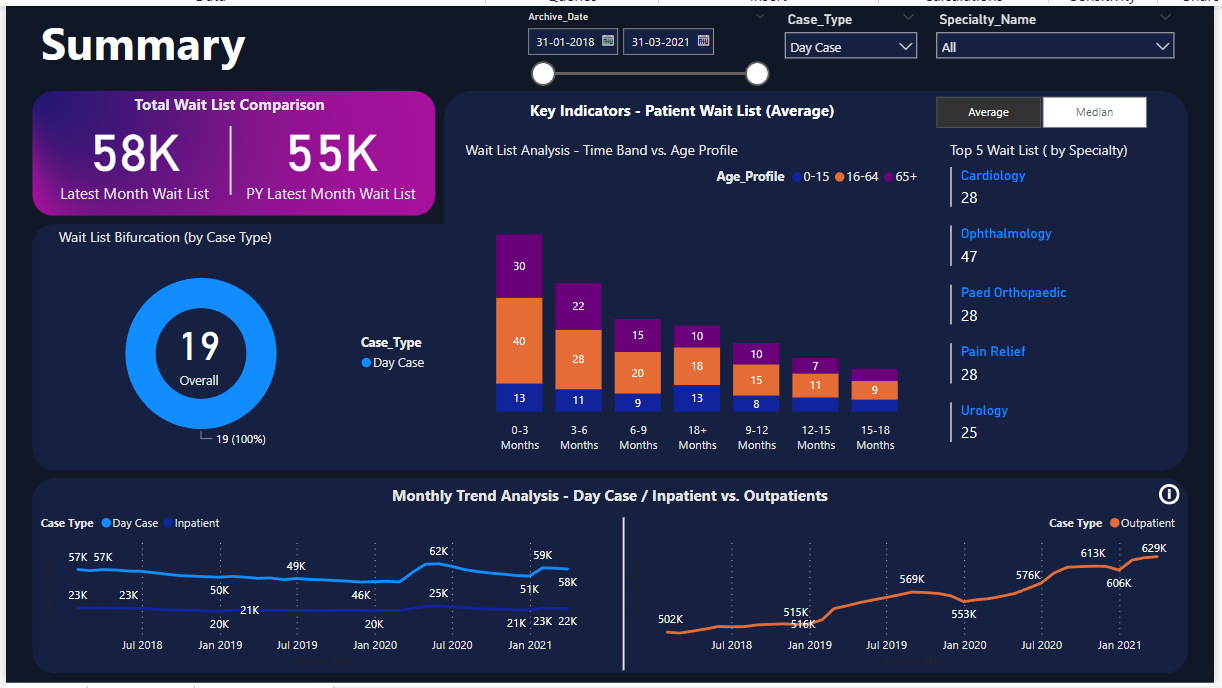 Summary
Archive_Date
31-01-2018
31-03-2021
Case_Type
Day Case
Specialty_Name
All
Total Wait List Comparison
58K
Latest Month Wait List
55K
PY Latest Month Wait List
Key Indicators - Patient Wait List (Average)
Average
Median
Wait List Analysis - Time Band vs. Age Profile
Age_Profile 0-15 16-64 65+
30
40
13
22
28
11
15
20
9
10
18
13
10
15
8
7
11
9
0-3 Months
3-6 Months
6-9 Months
18+ Months
9-12 Months
12-15 Months
15-18 Months
Top 5 Wait List ( by Specialty)
Cardiology
28
Ophthalmology
47
Paed Orthopaedic
28
Pain Relief
28
Urology
25
Wait List Bifurcation (by Case Type)
19
Overall
19 (100%)
Case_Type
Day Case
Monthly Trend Analysis - Day Case / Inpatient vs. Outpatients
Case Type Day Case Inpatient
57K 57K 50K 49K 46K 62K 51K 59K 58K
23K 23K 20K 21K 20K 25K 21K 23K 22K
Jul 2018 Jan 2019 Jul 2019 Jan 2020 Jul 2020 Jan 2021
Case Type Outpatient
502K 515K 516K 569K 553K 576K 613K 606K 629K
Jul 2018 Jan 2019 Jul 2019 Jan 2020 Jul 2020 Jan 2021